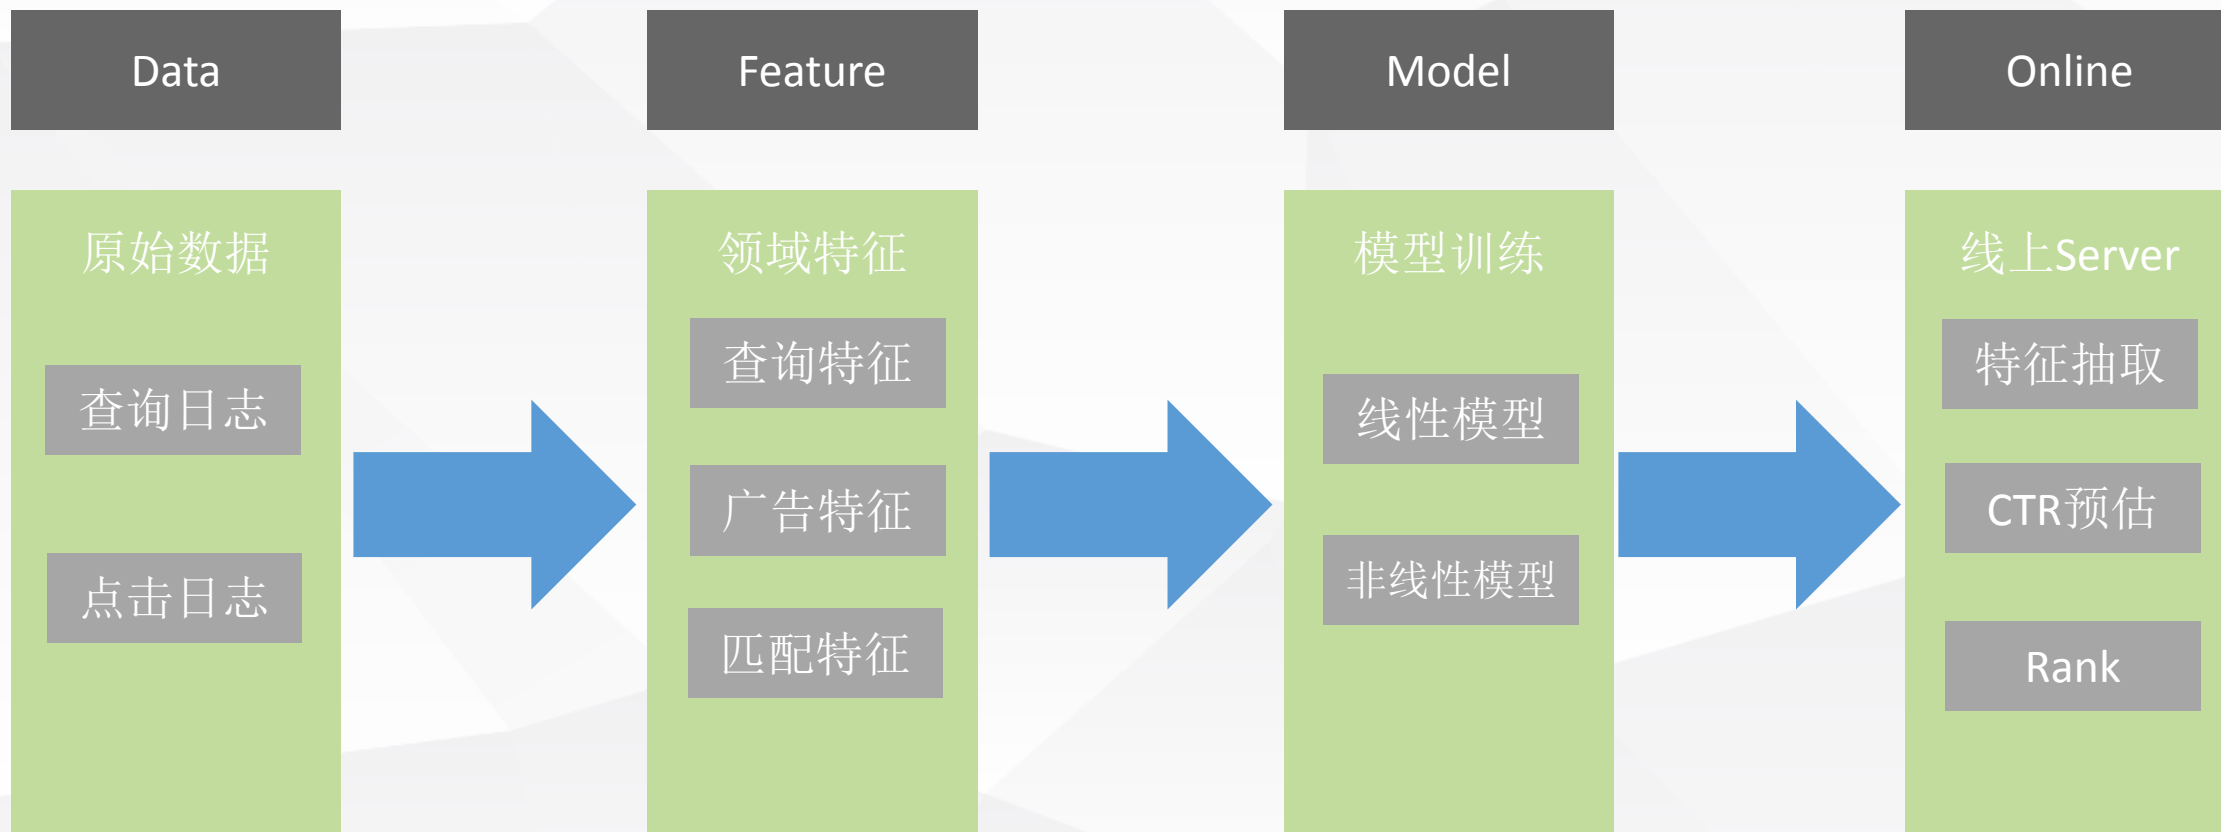 Data
Feature
Model
Online
原始数据
查询日志
点击日志
领域特征
查询特征
广告特征
匹配特征
模型训练
线性模型
非线性模型
线上Server
特征抽取
CTR预估
Rank